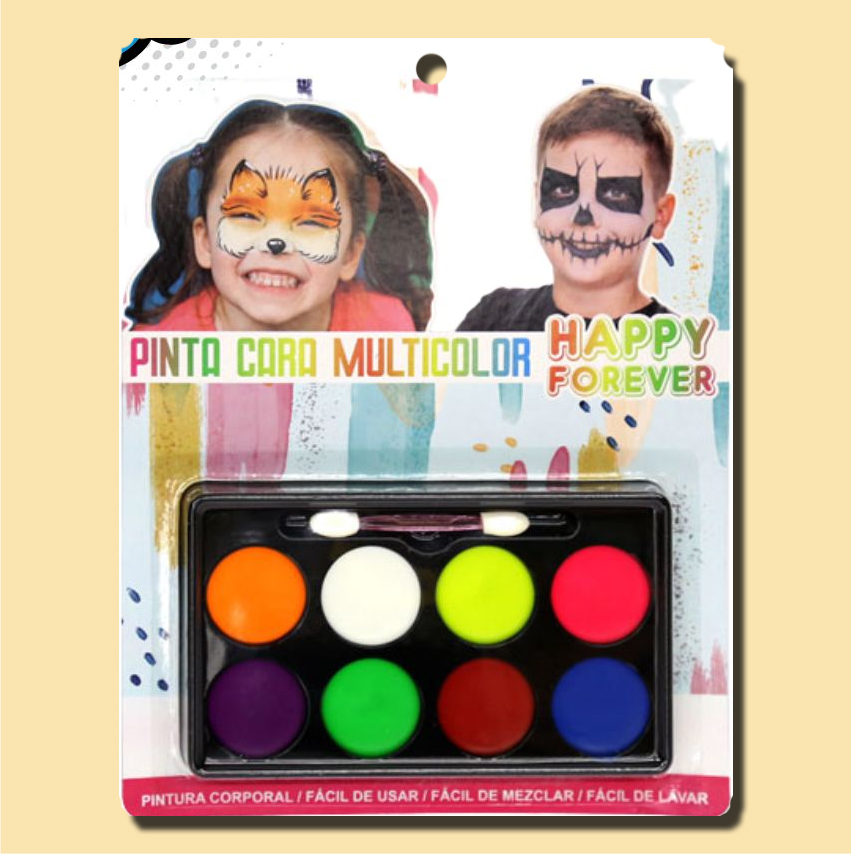 PINTA CARA MULTICOLOR
HAPPY
FOREVER
PINTURA CORPORAL / FÁCIL DE USAR / FÁCIL DE MEZCLAR / FÁCIL DE LAVAR